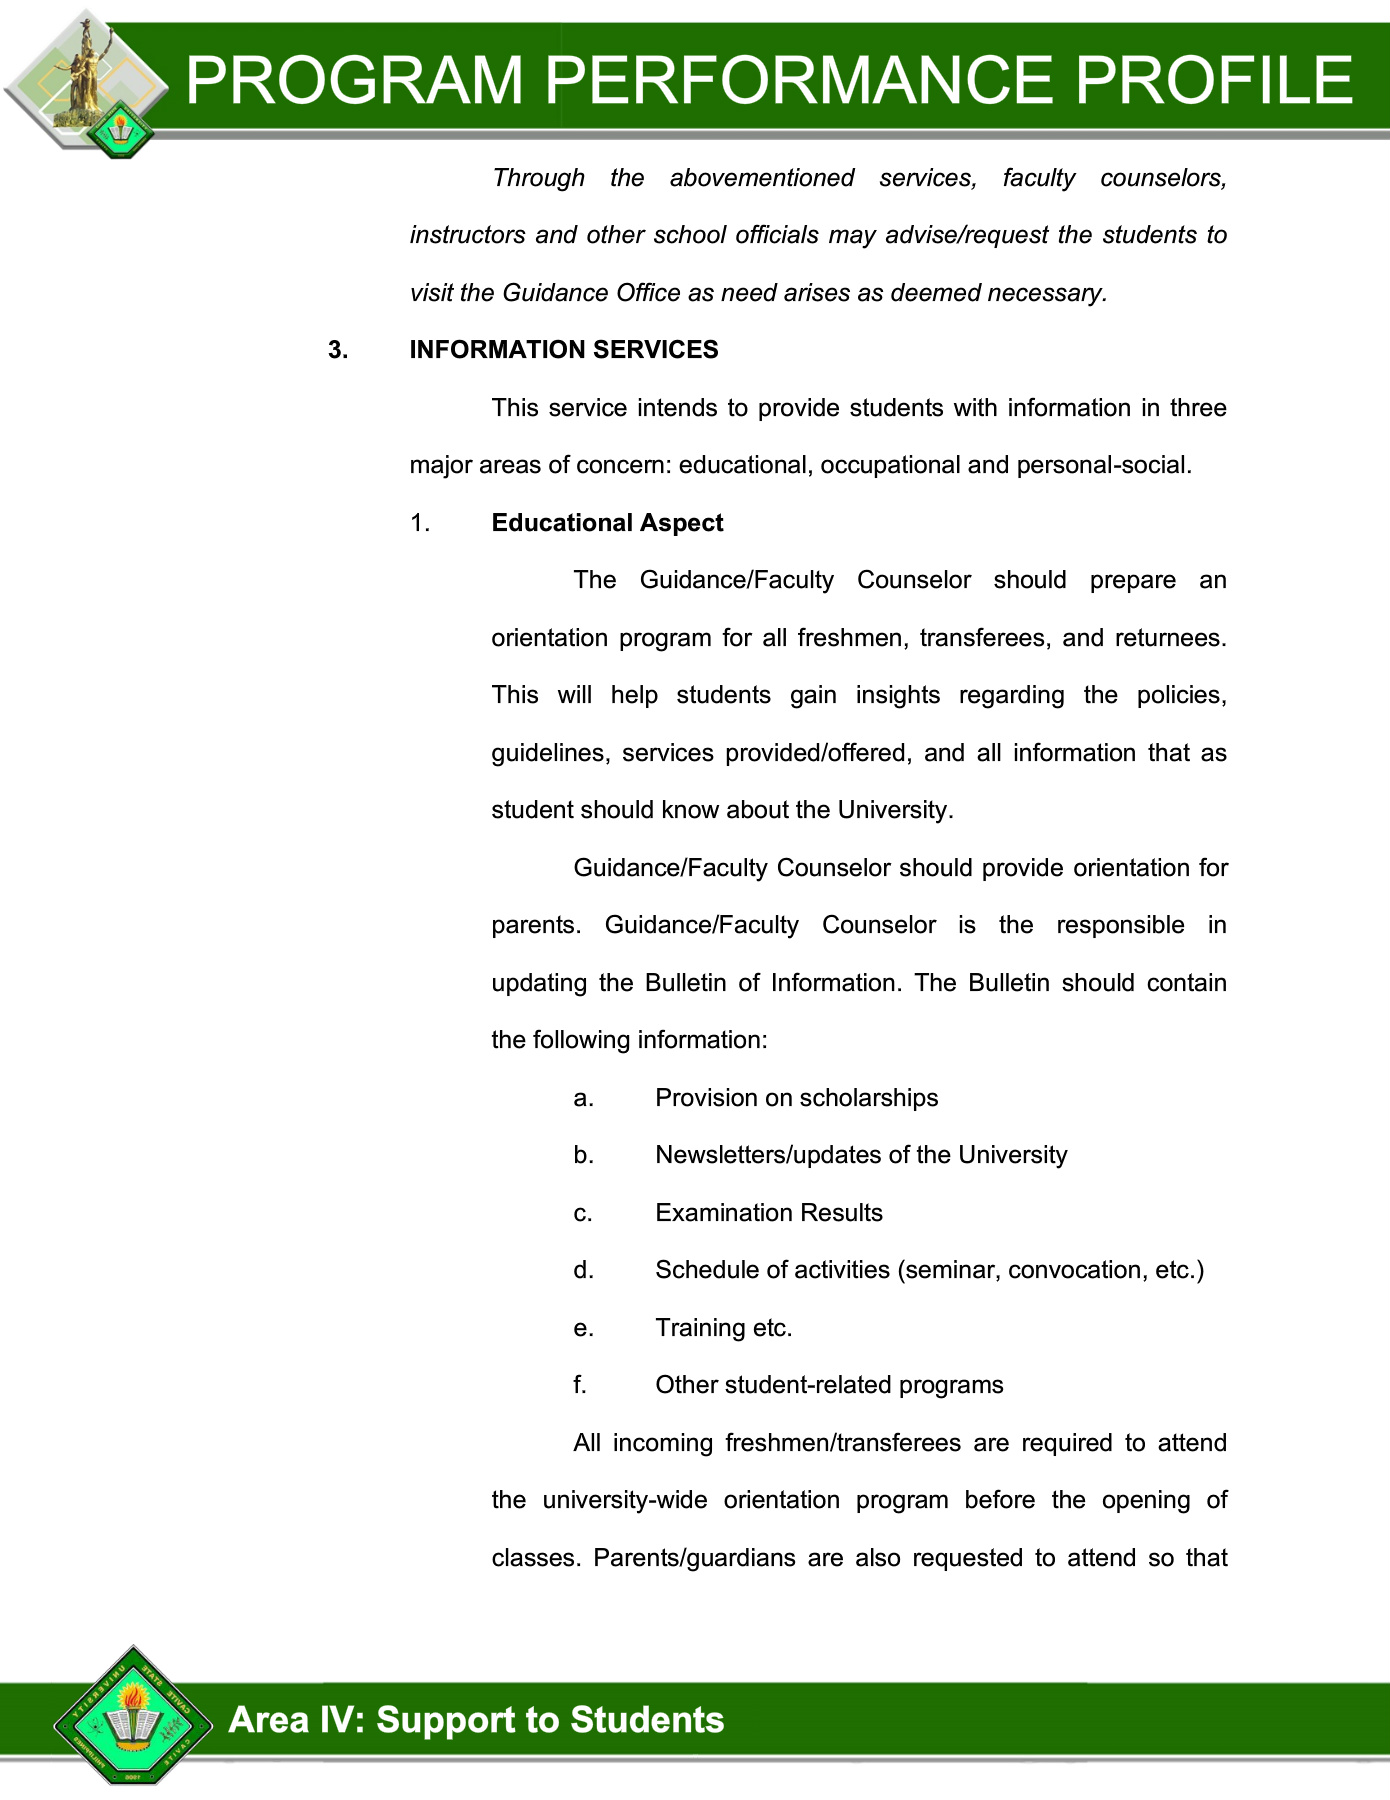 PROGRAM PERFORMANCE PROFILE
Through the abovementioned services, faculty counselors,
instructors and other school officials may advise/request the students to
visit the Guidance Office as need arises as deemed necessary.
3. INFORMATION SERVICES
This service intends to provide students with information in three
major areas of concern: educational, occupational and personal-social.
1. Educational Aspect
The Guidance/Faculty Counselor should prepare an
orientation program for all freshmen, transferees, and returnees.
This will help students gain insights regarding the policies,
guidelines, services provided/offered, and all information that as
student should know about the University.
Guidance/Faculty Counselor should provide orientation for
parents. Guidance/Faculty Counselor is the responsible in
updating the Bulletin of Information. The Bulletin should contain
the following information:
a. Provision on scholarships
b. Newsletters/updates of the University
c. Examination Results
d. Schedule of activities (seminar, convocation, etc.)
e. Training etc.
f. Other student-related programs
All incoming freshmen/transferees are required to attend
the university-wide orientation program before the opening of
classes. Parents/guardians are also requested to attend so that
CAVITE STATE UNIVERSITY
CAVITE
PHILIPPINES
Area IV: Support to Students